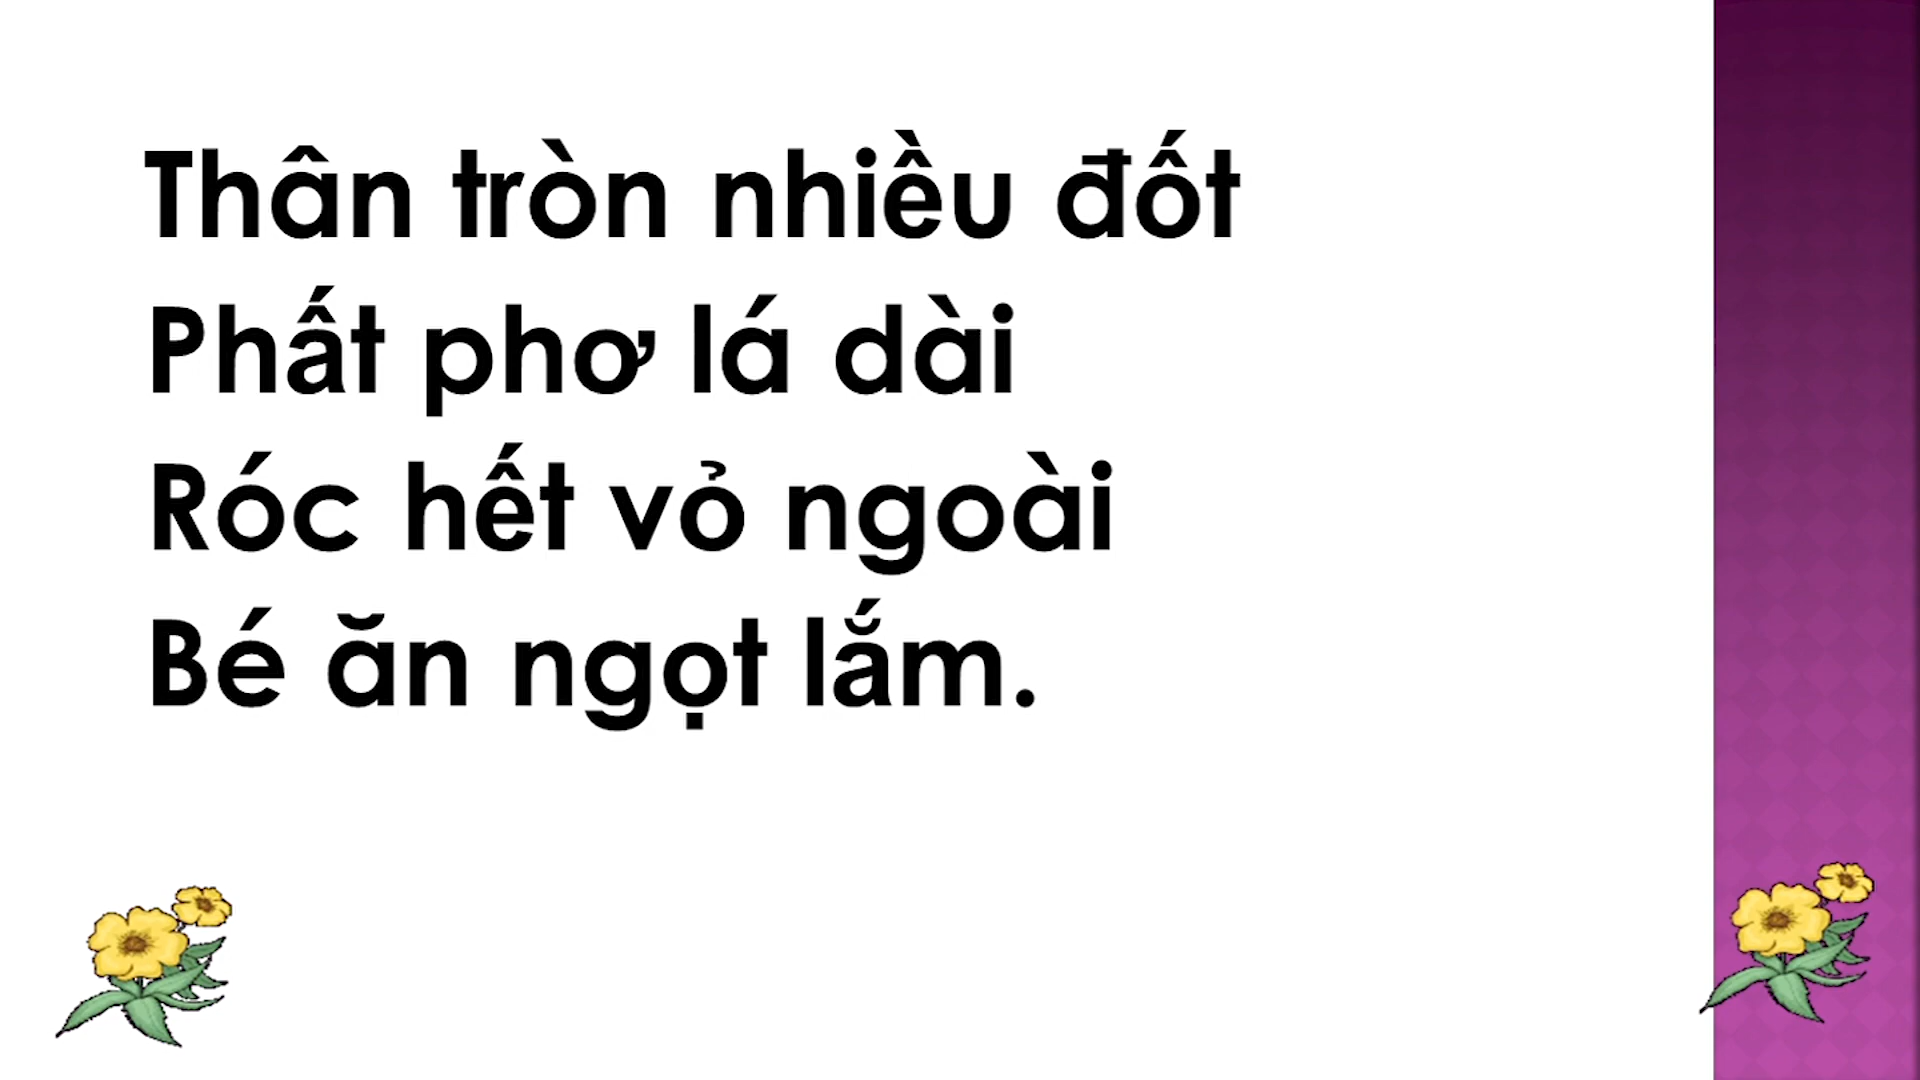 Thân tròn nhiều đốt
Phất phơ lá dài
Róc hết vỏ ngoài
Bé ăn ngọt lắm.